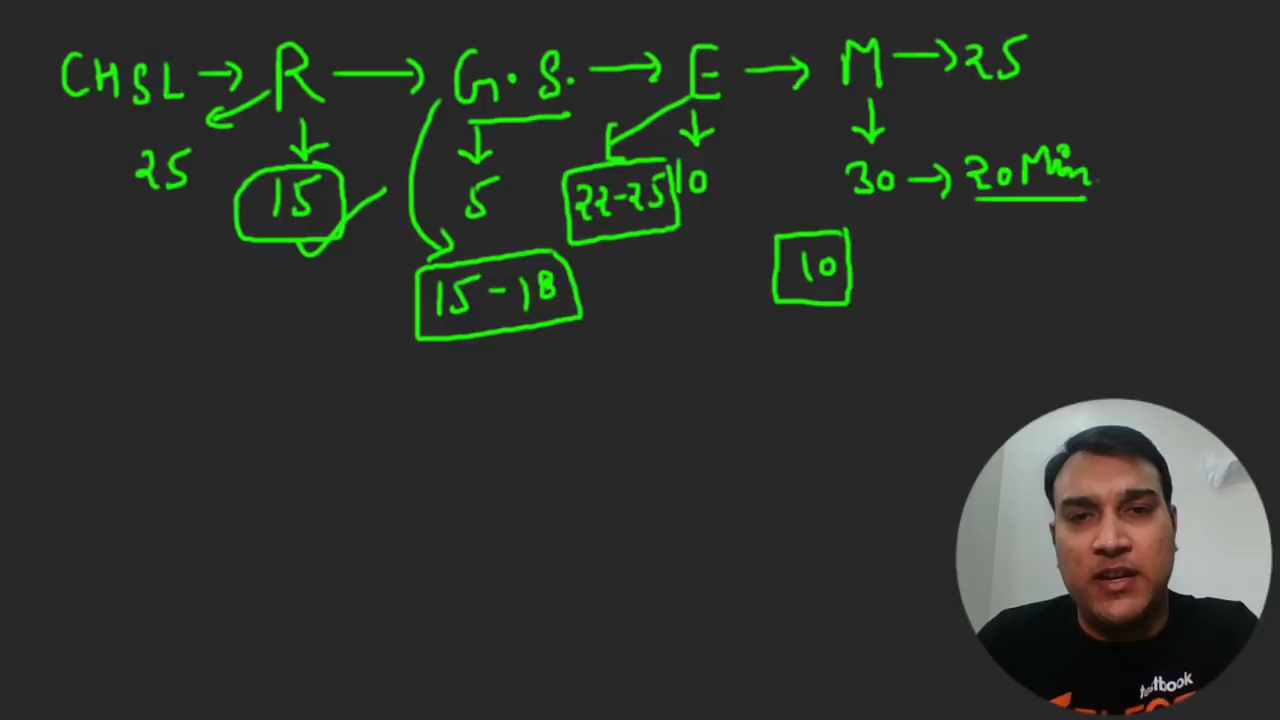 CHSL → R → G.S. → E → M → 25
25 15 5 22-25 10 30 → 20 Min
15-18 10
testbook